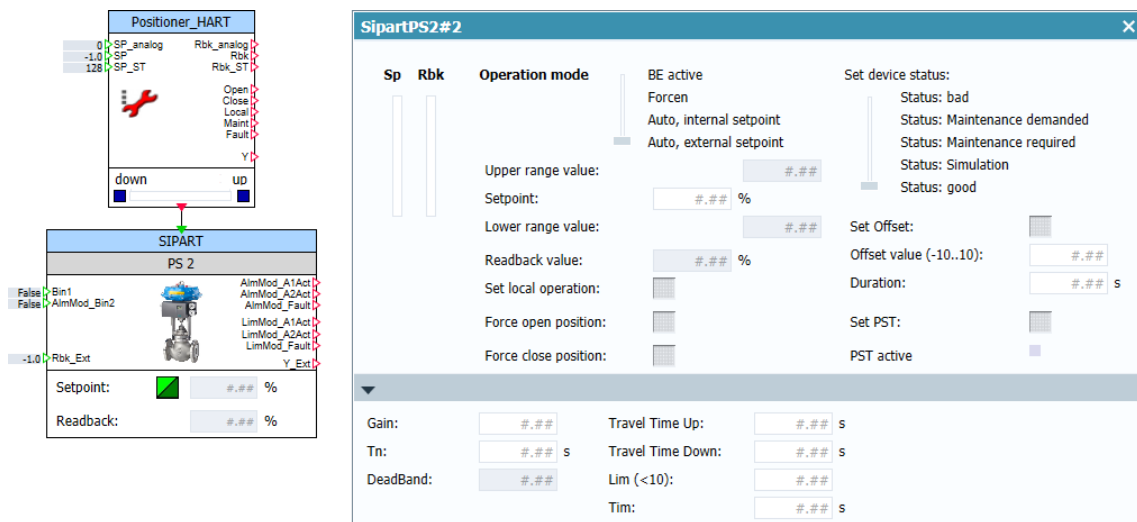 Positioner_HART
0 SP_analog Rbk_analog
-1.0 SP Rbk
128 SP_ST Rbk_ST
Open
Close
Local
Maint
Fault
Y
down up
SIPART
PS 2
AlmMod_A1Act
False Bin1 AlmMod_A2Act
False AlmMod_Bin2 AlmMod_Fault
LimMod_A1Act
LimMod_A2Act
LimMod_Fault
-1.0 Rbk_Ext Y_Ext
Setpoint: #.## %
Readback: #.## %
SipartPS2#2 ×
Sp Rbk Operation mode
BE active
Forcen
Auto, internal setpoint
Auto, external setpoint
Set device status:
Status: bad
Status: Maintenance demanded
Status: Maintenance required
Status: Simulation
Status: good
Upper range value: #.##
Setpoint: #.## %
Lower range value: #.##
Readback value: #.## %
Set local operation:
Force open position:
Force close position:
Set Offset:
Offset value (-10..10): #.##
Duration: #.## s
Set PST:
PST active
Gain: #.##
Tn: #.## s
DeadBand: #.##
Travel Time Up: #.## s
Travel Time Down: #.## s
Lim (<10): #.##
Tim: #.## s